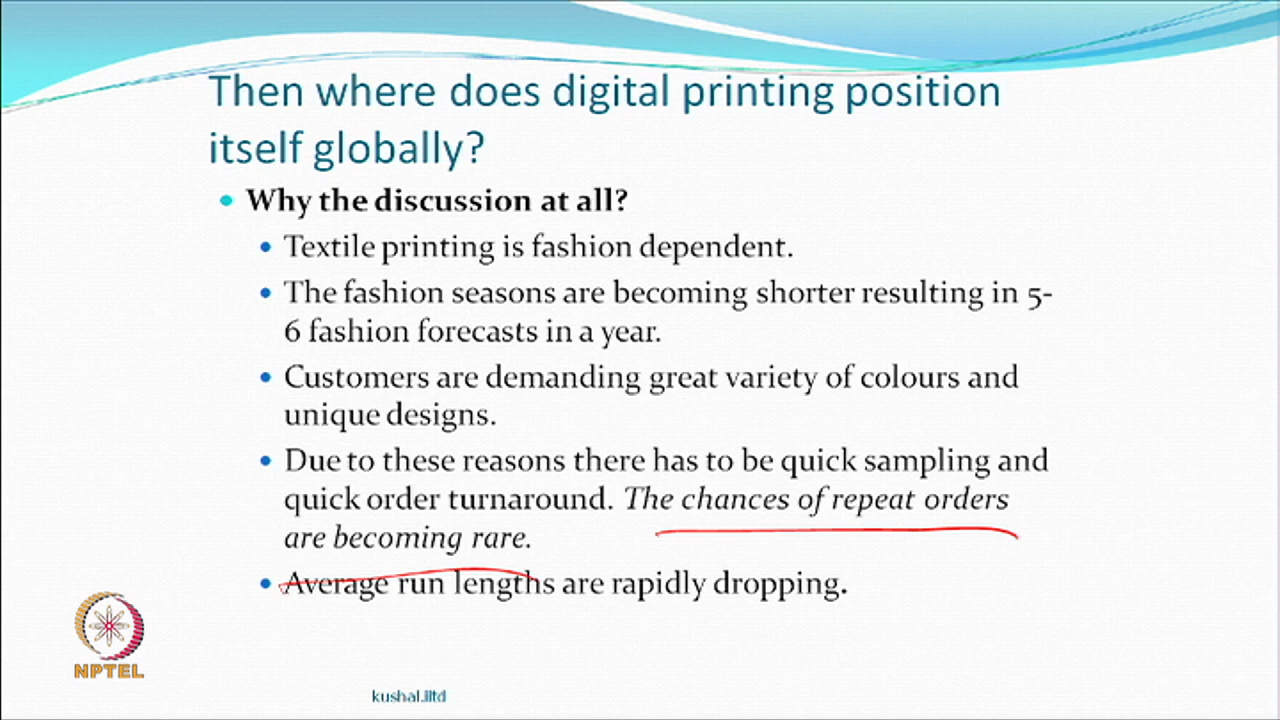 Then where does digital printing position
itself globally?
Why the discussion at all?
Textile printing is fashion dependent.
The fashion seasons are becoming shorter resulting in 5-
6 fashion forecasts in a year.
Customers are demanding great variety of colours and
unique designs.
Due to these reasons there has to be quick sampling and
quick order turnaround. The chances of repeat orders
are becoming rare.
Average run lengths are rapidly dropping.
NPTEL
kushal.iitd